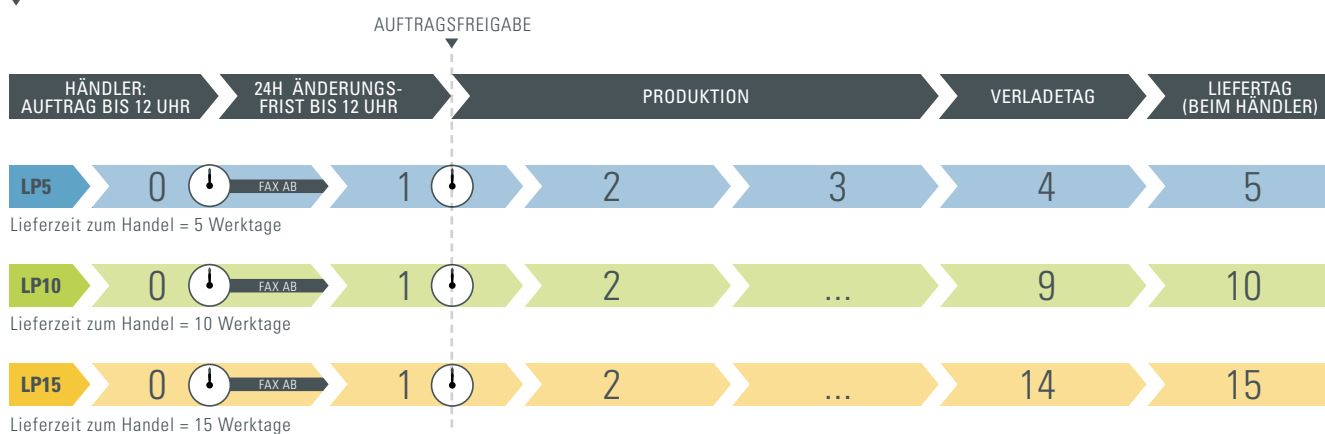 AUFTRAGSFREIGABE
HÄNDLER:
AUFTRAG BIS 12 UHR
24H ÄNDERUNGS-
FRIST BIS 12 UHR
PRODUKTION
VERLADETAG
LIEFERTAG
(BEIM HÄNDLER)
LP5 0 FAX AB 1 2 3 4 5
Lieferzeit zum Handel = 5 Werktage
LP10 0 FAX AB 1 2 ... 9 10
Lieferzeit zum Handel = 10 Werktage
LP15 0 FAX AB 1 2 ... 14 15
Lieferzeit zum Handel = 15 Werktage